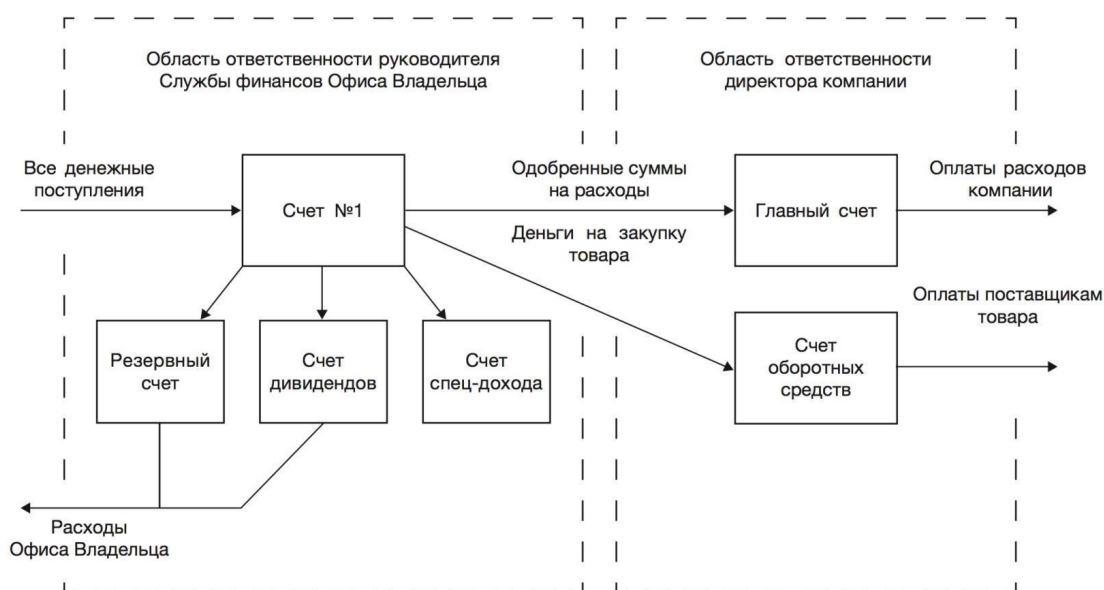 Область ответственности руководителя
Службы финансов Офиса Владельца
Область ответственности
директора компании
Все денежные
поступления
Счет №1
Одобренные суммы
на расходы
Деньги на закупку
товара
Главный счет
Оплаты расходов
компании
Резервный
счет
Счет
дивидендов
Счет
спец-дохода
Счет
оборотных
средств
Оплаты поставщикам
товара
Расходы
Офиса Владельца